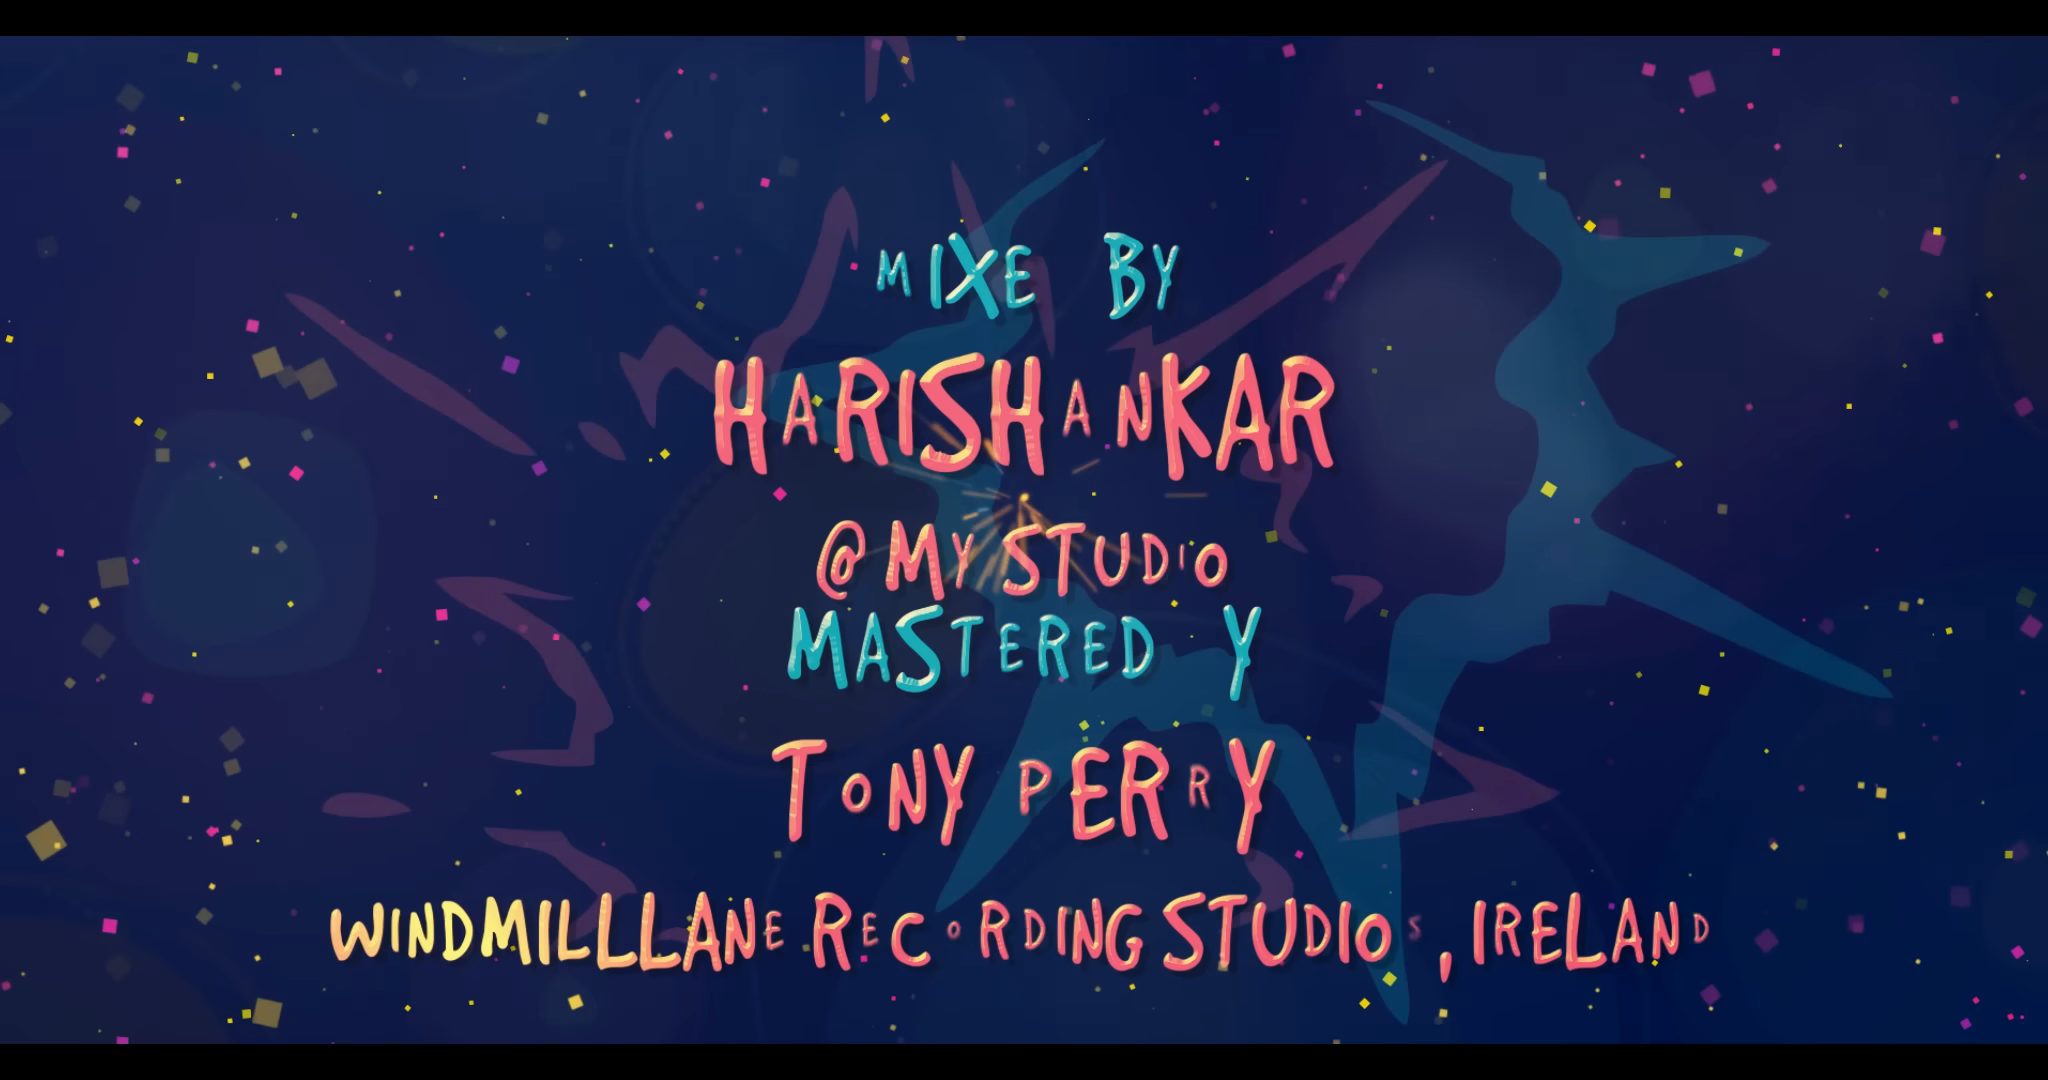 MIXE BY
HARISHANKAR
@MYSTUDIO
MASTERED Y
TONY PERRY
WINDMILLLANE RECORDING STUDIOS, IRELAND